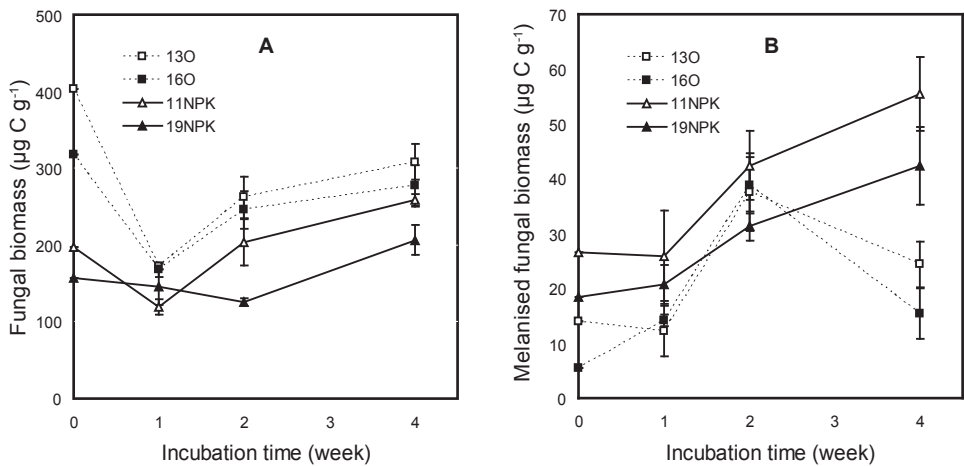 A
13O
16O
11NPK
19NPK
Fungal biomass (µg C g-1)
500
400
300
200
100
0
0 1 2 3 4
Incubation time (week)
B
13O
16O
11NPK
19NPK
Melanised fungal biomass (µg C g-1)
70
60
50
40
30
20
10
0
0 1 2 3 4
Incubation time (week)